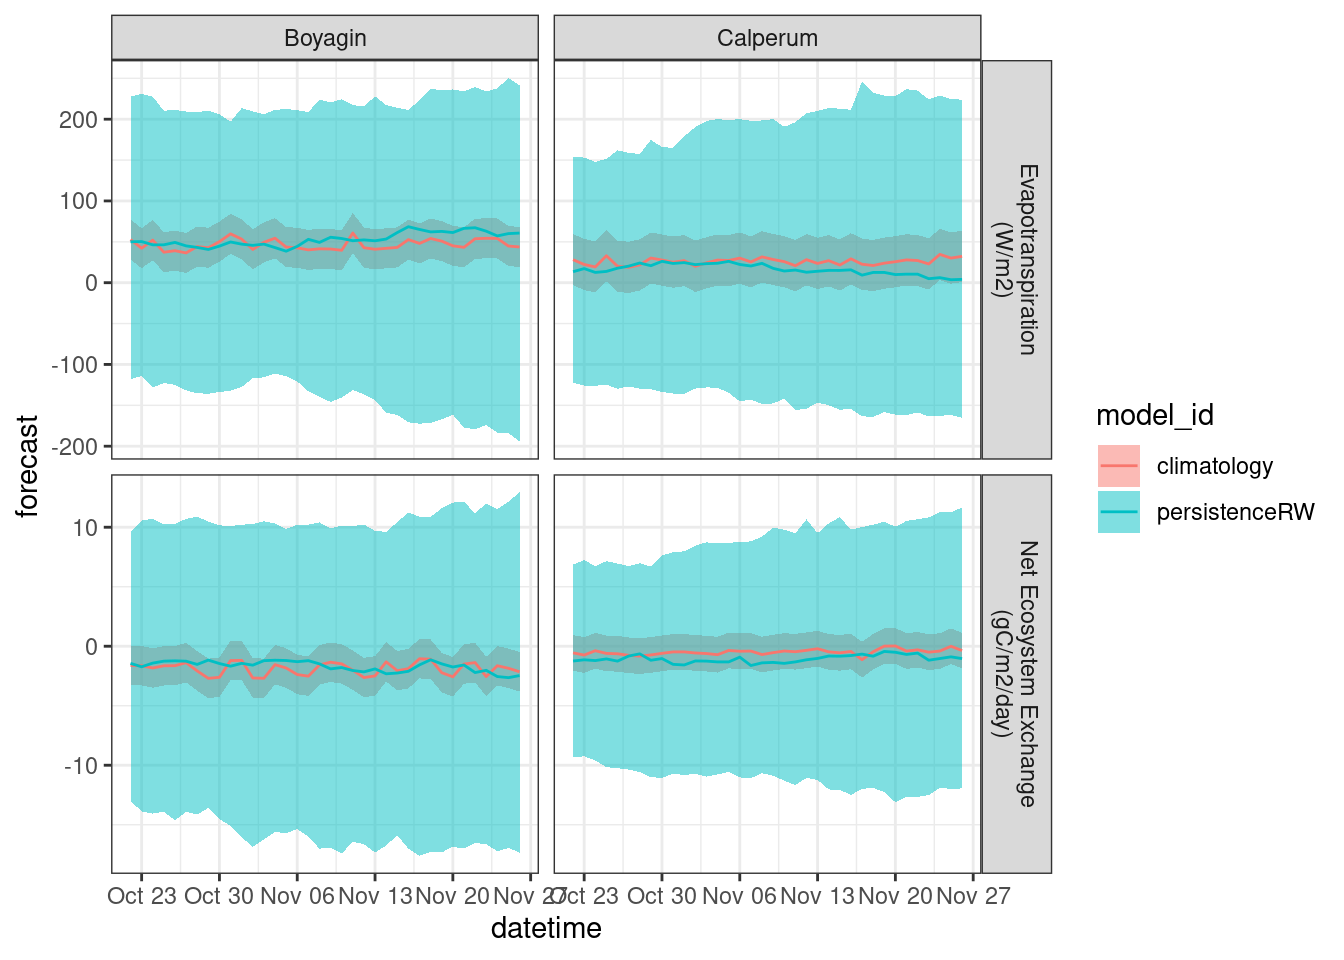 Boyagin
Calperum
200
100
0
-100
-200
Evapotranspiration
(W/m2)
forecast
10
0
-10
Net Ecosystem Exchange
(gC/m2/day)
Oct 23 Oct 30 Nov 06 Nov 13 Nov 20 Nov 27
Oct 23 Oct 30 Nov 06 Nov 13 Nov 20 Nov 27
datetime
model_id
climatology
persistenceRW